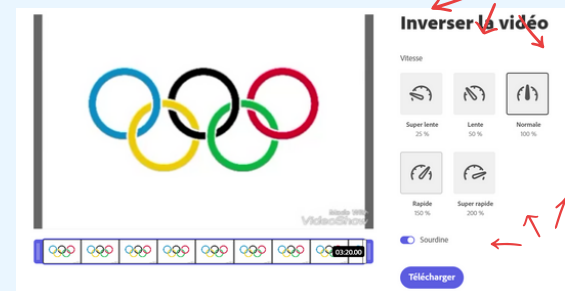 Inverser la vidéo
Vitesse
Super lente
25 %
Lente
50 %
Normale
100 %
Rapide
150 %
Super rapide
200 %
Made With
VideoShow
03:20.00
Sourdine
Télécharger